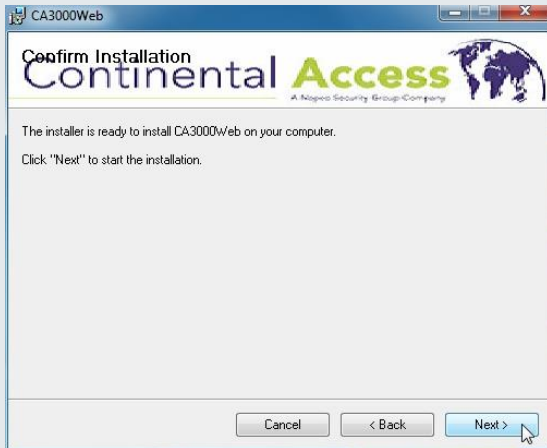 CA3000Web
Confirm Installation
Continental Access
A Napco Security Group Company
The installer is ready to install CA3000Web on your computer.
Click "Next" to start the installation.
Cancel
< Back
Next >